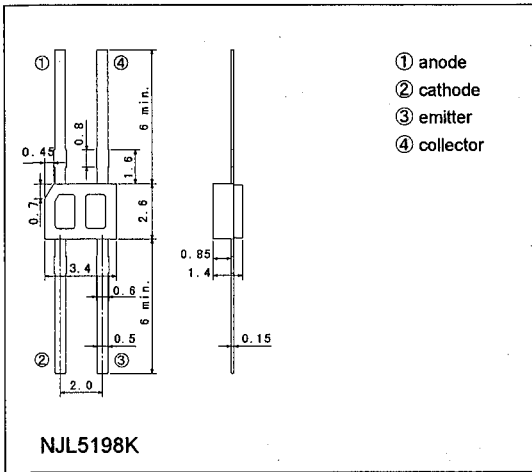 ① ④
① anode
② cathode
③ emitter
④ collector
6 min.
0.8
0.45
1.6
0.7
2.6
0.85
1.4
3.4
0.6
6 min.
0.5
0.15
② ③
2.0
NJL5198K